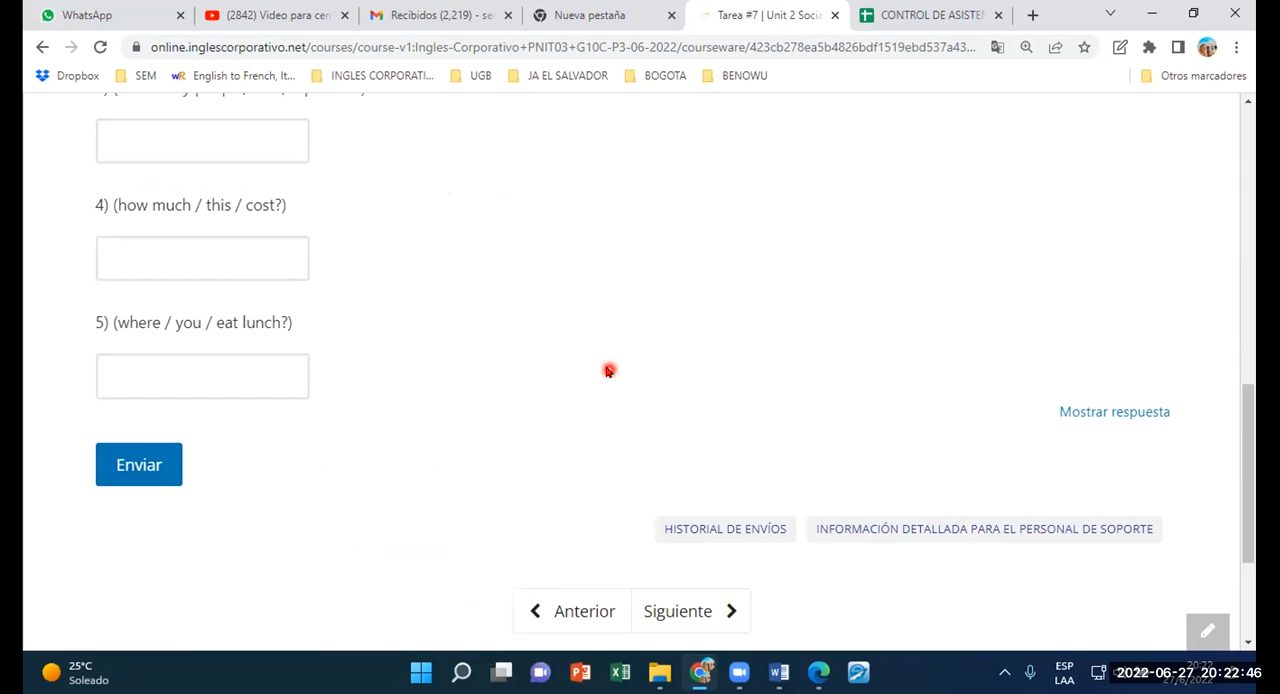 WhatsApp
(2842) Video para cen
Recibidos (2,219) - se
Nueva pestaña
Tarea #7 | Unit 2 Socia
CONTROL DE ASISTEN
online.inglescorporativo.net/courses/course-v1:Ingles-Corporativo+PNIT03+G10C-P3-06-2022/courseware/423cb278ea5b4826bdf1519ebd537a43...
Dropbox
SEM
English to French, It...
INGLES CORPORATI...
UGB
JA EL SALVADOR
BOGOTA
BENOWU
Otros marcadores
4) (how much / this / cost?)
5) (where / you / eat lunch?)
Mostrar respuesta
Enviar
HISTORIAL DE ENVÍOS
INFORMACIÓN DETALLADA PARA EL PERSONAL DE SOPORTE
Anterior
Siguiente
25°C
Soleado
ESP
LAA
2022-06-27 20:22:46